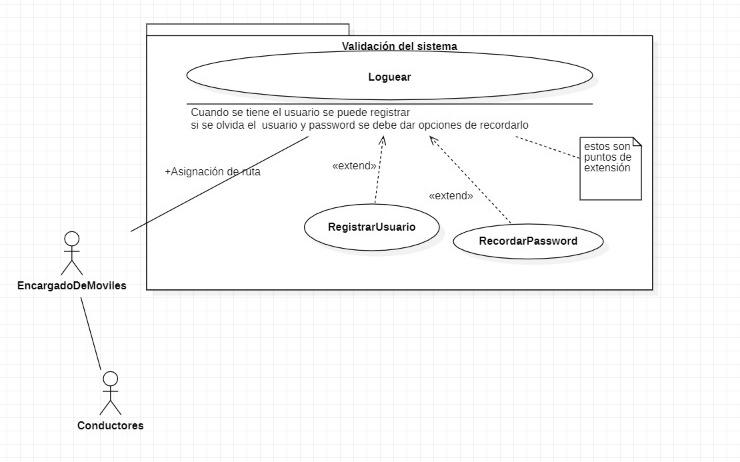 Validación del sistema
Loguear
Cuando se tiene el usuario se puede registrar
si se olvida el usuario y password se debe dar opciones de recordarlo
estos son
puntos de
extensión
+Asignación de ruta
«extend»
«extend»
RegistrarUsuario
RecordarPassword
EncargadoDeMoviles
Conductores